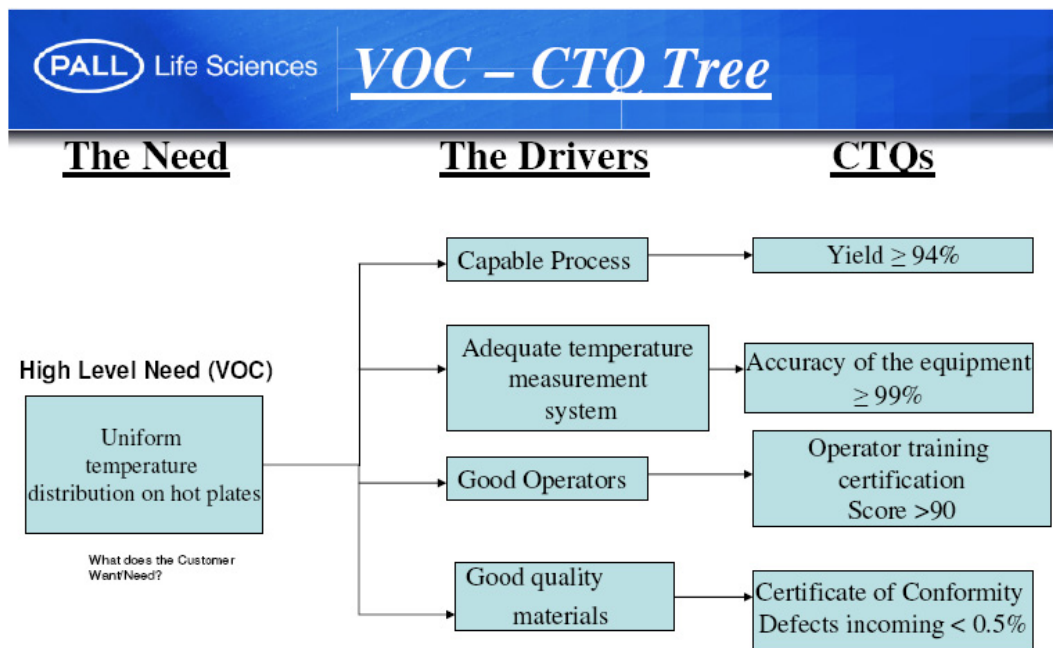 PALL Life Sciences
VOC – CTQ Tree
The Need
The Drivers
CTQs
High Level Need (VOC)
Uniform
temperature
distribution on hot plates
What does the Customer
Want/Need?
Capable Process
Yield ≥ 94%
Adequate temperature
measurement
system
Accuracy of the equipment
≥ 99%
Good Operators
Operator training
certification
Score >90
Good quality
materials
Certificate of Conformity
Defects incoming < 0.5%